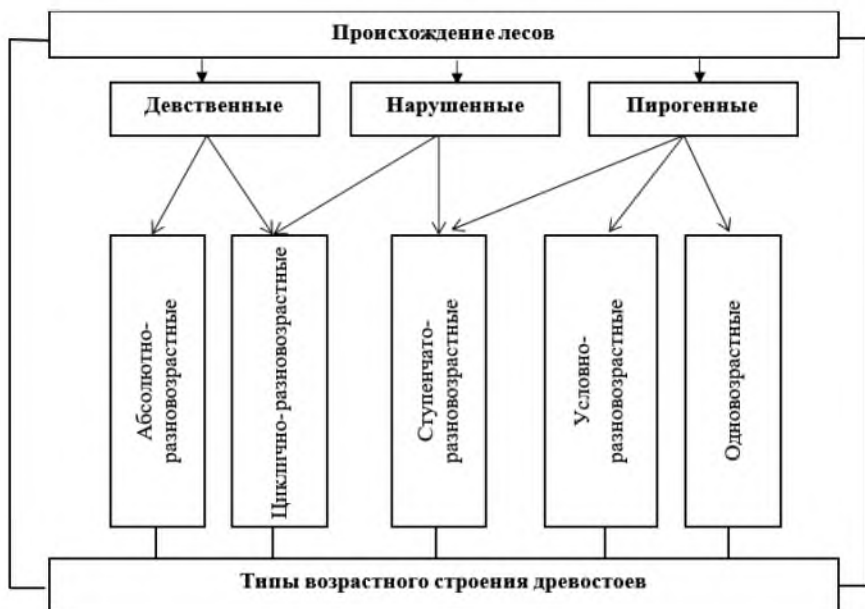 Происхождение лесов
Девственные
Нарушенные
Пирогенные
Абсолютно-
разновозрастные
Циклично-разновозрастные
Ступенчато-
разновозрастные
Условно-
разновозрастные
Одновозрастные
Типы возрастного строения древостоев